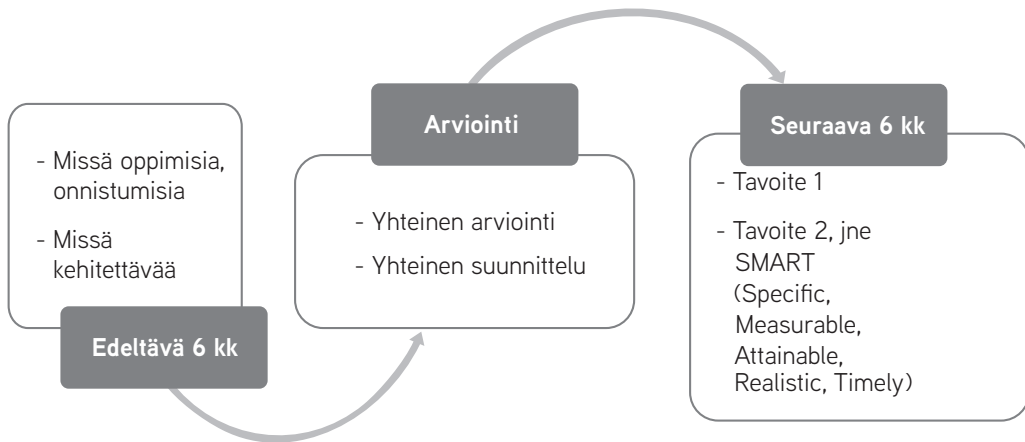 - Missä oppimisia,
onnistumisia
- Missä
kehitettävää
Edeltävä 6 kk
Arviointi
- Yhteinen arviointi
- Yhteinen suunnittelu
Seuraava 6 kk
- Tavoite 1
- Tavoite 2, jne
SMART
(Specific,
Measurable,
Attainable,
Realistic, Timely)